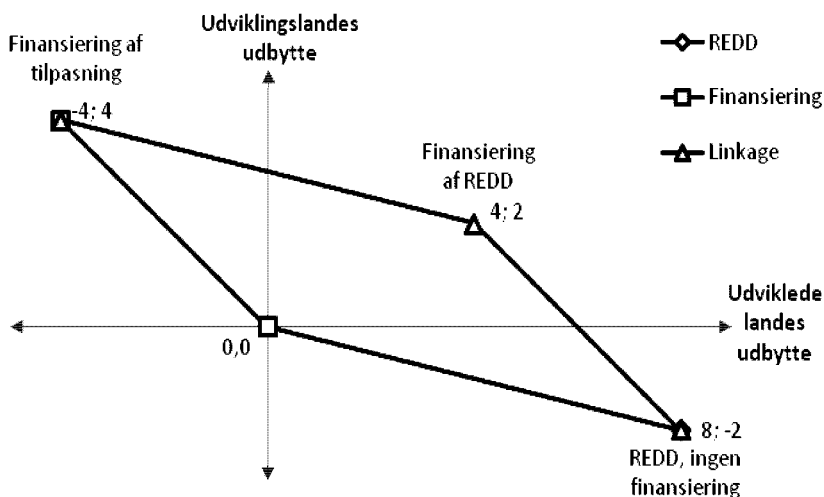 Finansiering af
tilpasning
-4; 4
Udviklingslandes
udbytte
REDD
Finansiering
Linkage
Finansiering
af REDD
4; 2
Udviklede
landes
udbytte
0,0
8; -2
REDD, ingen
finansiering